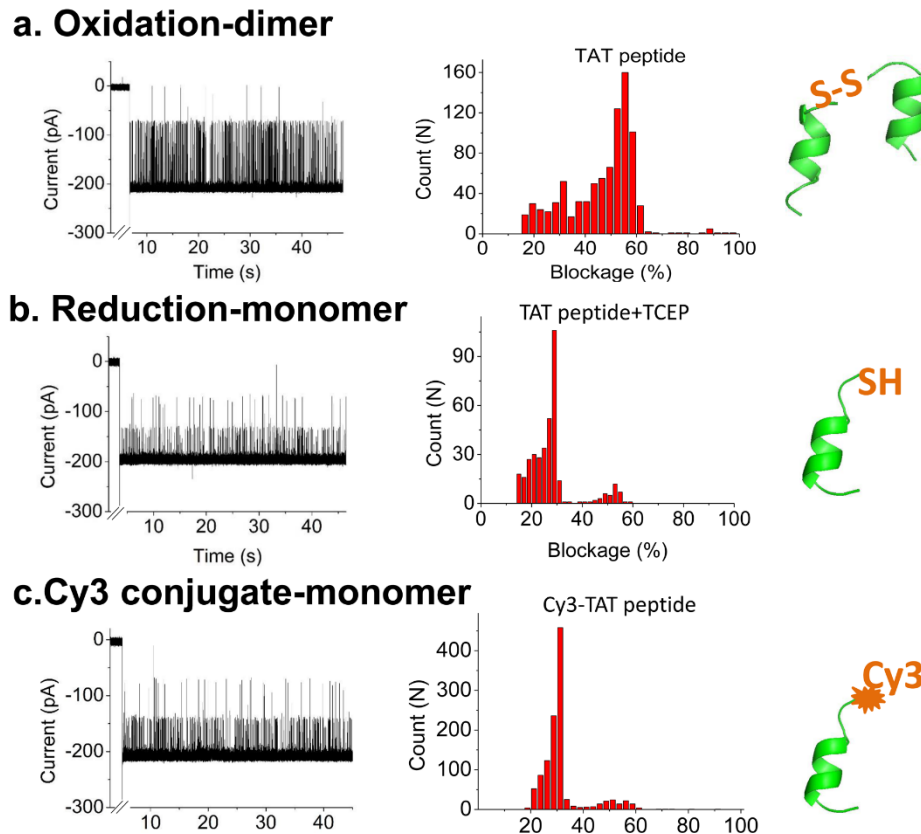 a. Oxidation-dimer
Current (pA)
0
-100
-200
-300
10
20
30
40
Time (s)
TAT peptide
Count (N)
160
120
80
40
0
0
20
40
60
80
100
Blockage (%)
S-S
b. Reduction-monomer
Current (pA)
0
-100
-200
-300
10
20
30
40
Time (s)
TAT peptide+TCEP
Count (N)
90
60
30
0
0
20
40
60
80
100
Blockage (%)
SH
c.Cy3 conjugate-monomer
Current (pA)
0
-100
-200
-300
10
20
30
40
Time (s)
Cy3-TAT peptide
Count (N)
400
300
200
100
0
0
20
40
60
80
100
Blockage (%)
Cy3